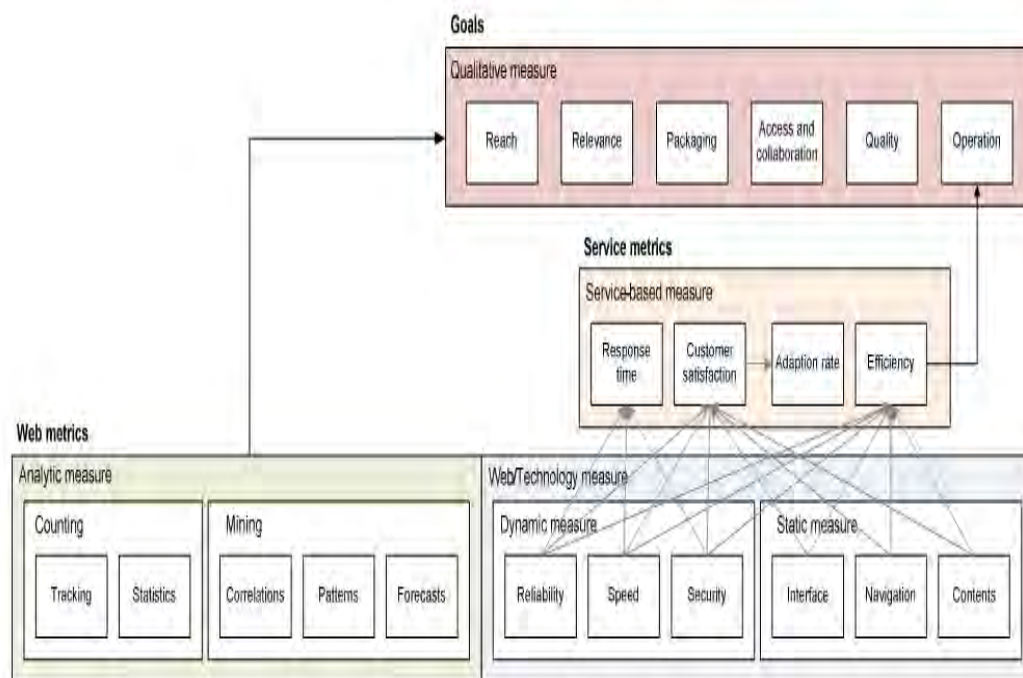 Goals
Qualitative measure
Reach
Relevance
Packaging
Access and
collaboration
Quality
Operation
Service metrics
Service-based measure
Response
time
Customer
satisfaction
Adaption rate
Efficiency
Web metrics
Analytic measure
Counting
Tracking
Statistics
Mining
Correlations
Patterns
Forecasts
Web/Technology measure
Dynamic measure
Reliability
Speed
Security
Static measure
Interface
Navigation
Contents